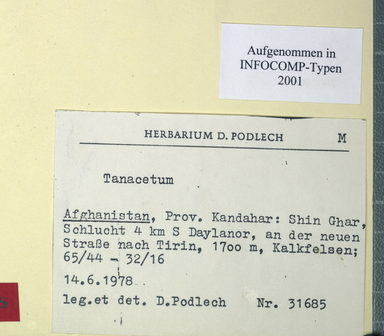 Aufgenommen in
INFOCOMP-Typen
2001
HERBARIUM D. PODLECH M
Tanacetum
Afghanistan, Prov. Kandahar: Shin Ghar,
Schlucht 4 km S Daylanor, an der neuen
Straße nach Tirin, 1700 m, Kalkfelsen;
65/44 - 32/16
14.6.1978
leg.et det. D.Podlech Nr. 31685